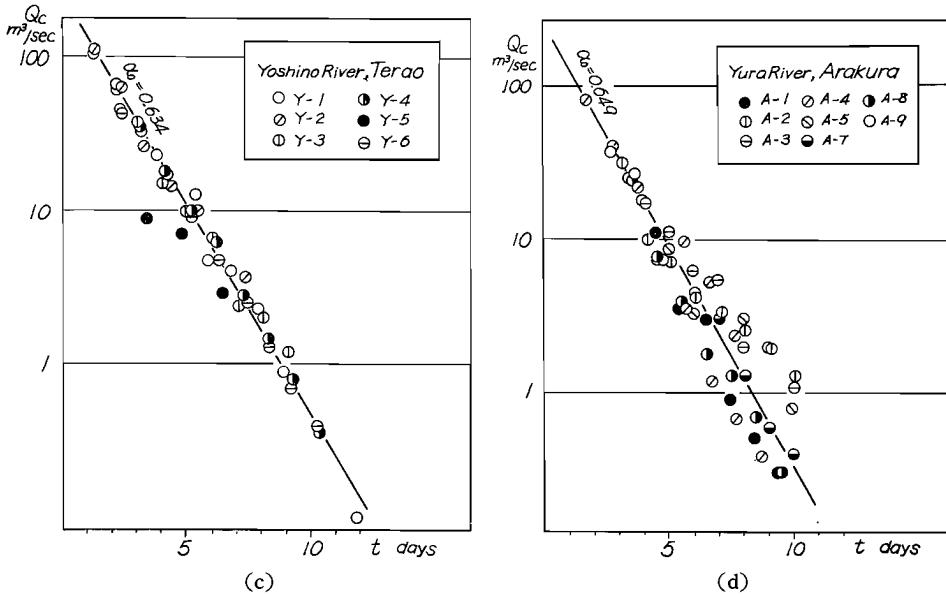 Qc
m³/sec
100
10
1
α₀=0.634
Yoshino River, Terao
Y-1 Y-4
Y-2 Y-5
Y-3 Y-6
5 10 t days
(c)
Qc
m³/sec
100
10
1
α₀=0.649
Yura River, Arakura
A-1 A-4 A-8
A-2 A-5 A-9
A-3 A-7
5 10 t days
(d)